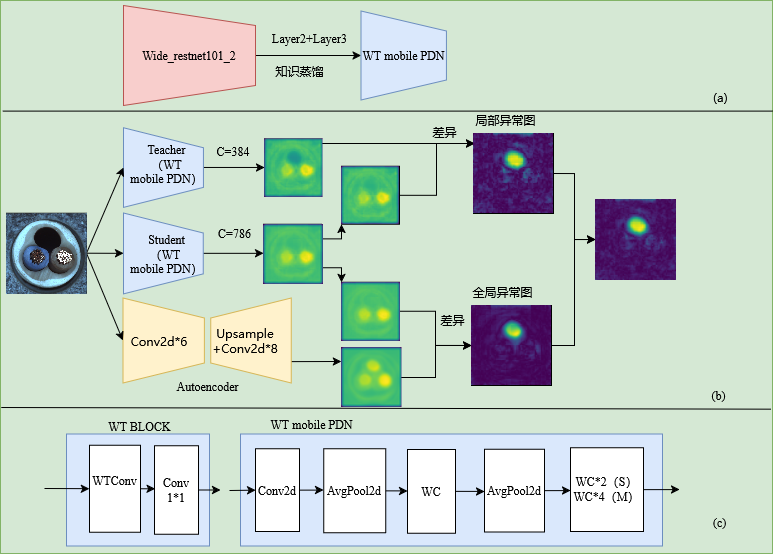 Wide_restnet101_2
Layer2+Layer3
知识蒸馏
WT mobile PDN
(a)
Teacher
(WT
mobile PDN)
C=384
差异
局部异常图
Student
(WT
mobile PDN)
C=786
Conv2d*6
Upsample
+Conv2d*8
Autoencoder
差异
全局异常图
(b)
WT BLOCK
WTConv
Conv
1*1
WT mobile PDN
Conv2d
AvgPool2d
WC
AvgPool2d
WC*2 (S)
WC*4 (M)
(c)